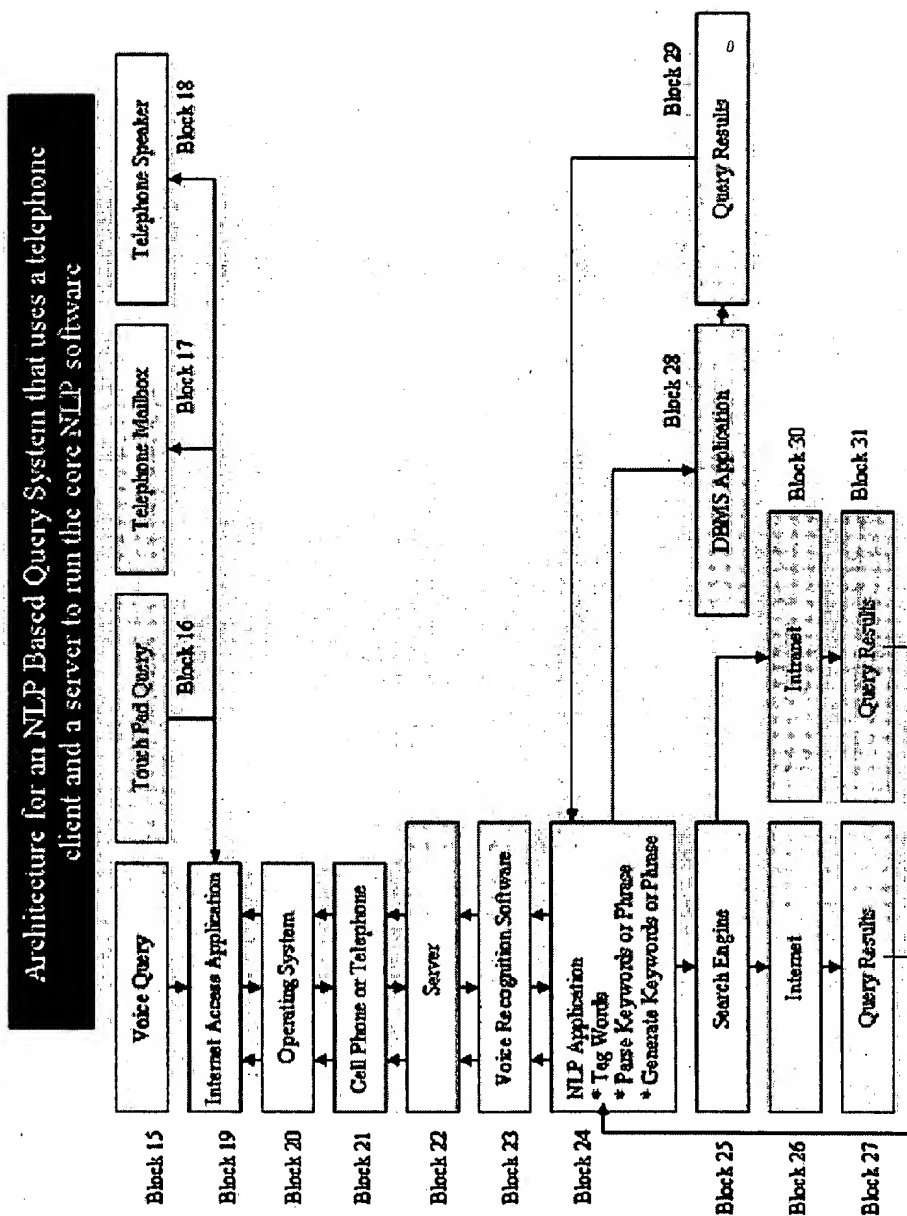 Architecture for an NLP Based Query System that uses a telephone
client and a server to run the core NLP software
Block 15
Voice Query
Touch Pad Query
Block 16
Telephone Mailbox
Block 17
Telephone Speaker
Block 18
Block 19
Internet Access Application
Block 20
Operating System
Block 21
Cell Phone or Telephone
Block 22
Server
Block 23
Voice Recognition Software
Block 24
NLP Application
* Tag Words
* Parse Keywords or Phrase
* Generate Keywords or Phrase
Block 25
Search Engine
Block 26
Internet
Block 27
Query Results
Intranet
Block 30
Query Results
Block 31
DBMS Application
Block 28
Query Results
0
Block 29